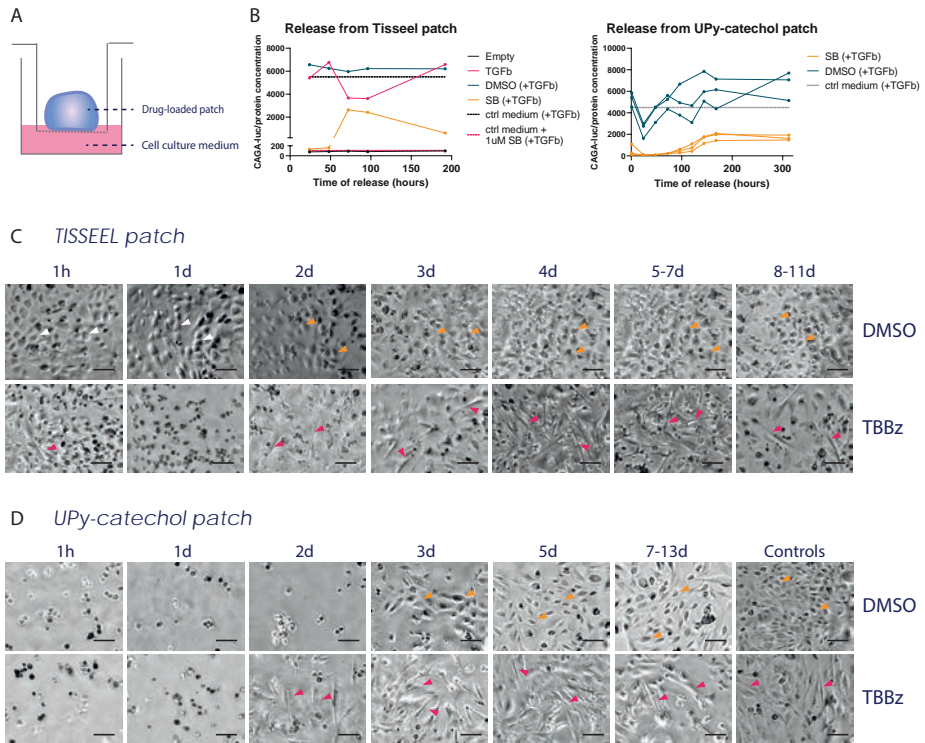 A
Drug-loaded patch
Cell culture medium
B
Release from Tisseel patch
CAGA-luc/protein concentration
8000
6000
4000
2000
200
0
0
50
100
150
200
Time of release (hours)
Empty
TGFb
DMSO (+TGFb)
SB (+TGFb)
ctrl medium (+TGFb)
ctrl medium +
1uM SB (+TGFb)
Release from UPy-catechol patch
CAGA-luc/protein concentration
10000
8000
6000
4000
2000
0
0
100
200
300
Time of release (hours)
SB (+TGFb)
DMSO (+TGFb)
ctrl medium (+TGFb)
C TISSEEL patch
1h 1d 2d 3d 4d 5-7d 8-11d
DMSO
TBBz
D UPy-catechol patch
1h 1d 2d 3d 5d 7-13d Controls
DMSO
TBBz